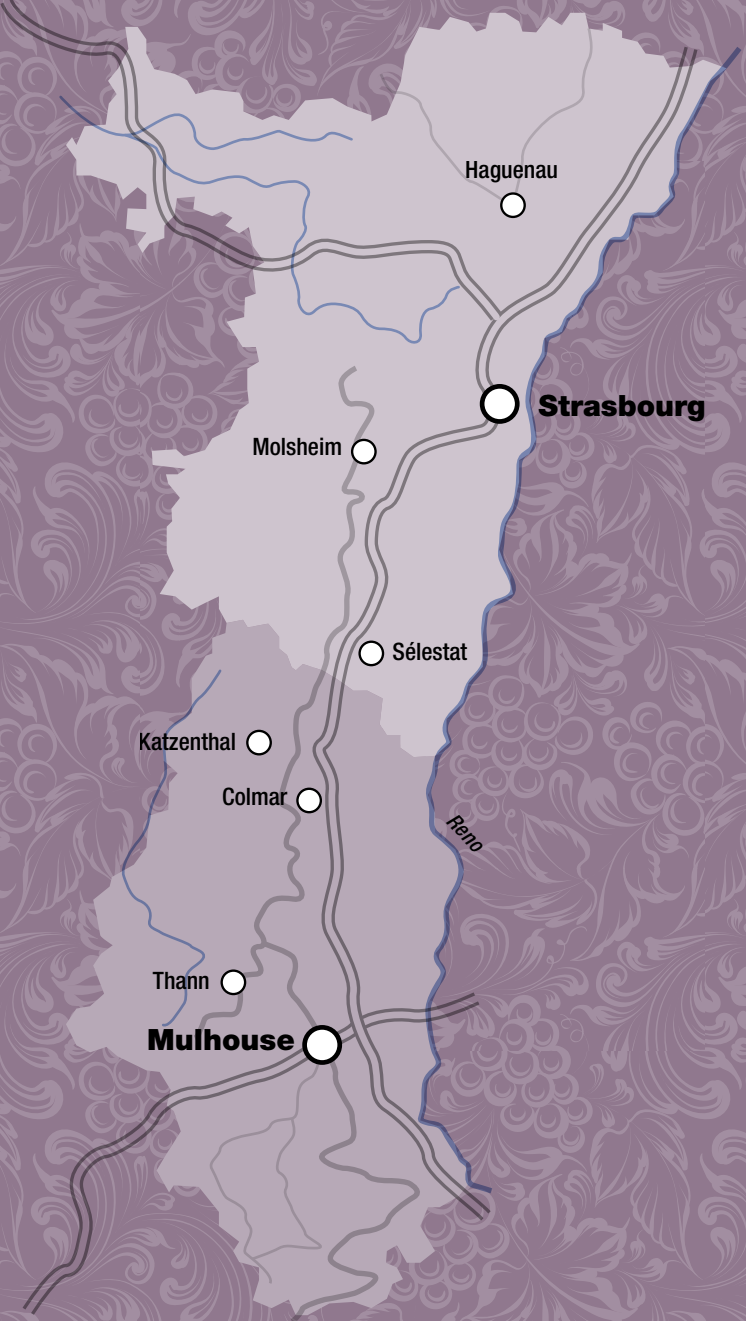 Haguenau
Strasbourg
Molsheim
Sélestat
Katzenthal
Colmar
Reno
Thann
Mulhouse